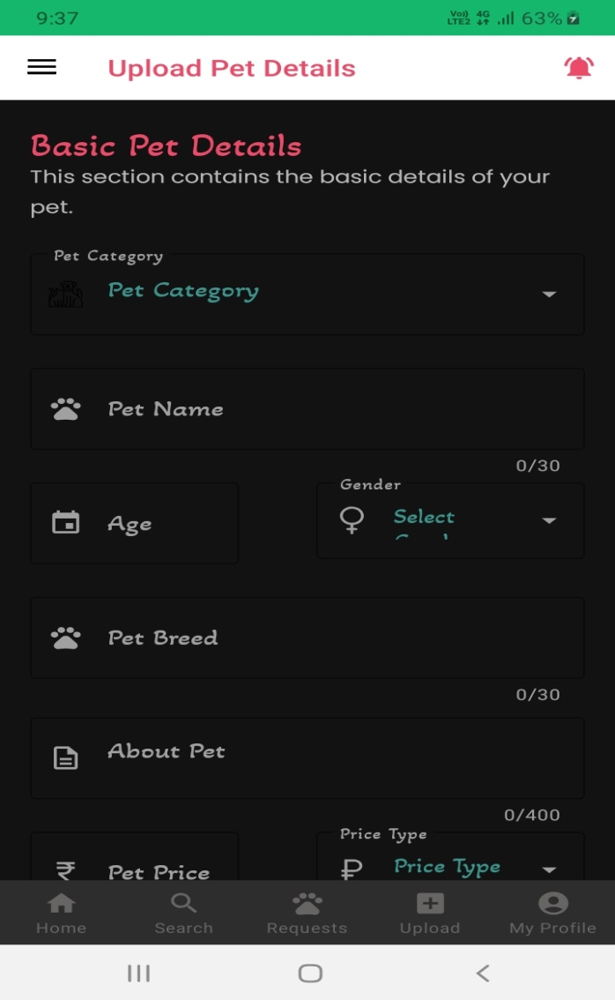 9:37
Vo)) 4G
LTE2 63%
Upload Pet Details
Basic Pet Details
This section contains the basic details of your
pet.
Pet Category
Pet Category
Pet Name
0/30
Gender
Age
Select
Pet Breed
0/30
About Pet
0/400
Price Type
₹ Pet Price
₽ Price Type
Home Search Requests Upload My Profile